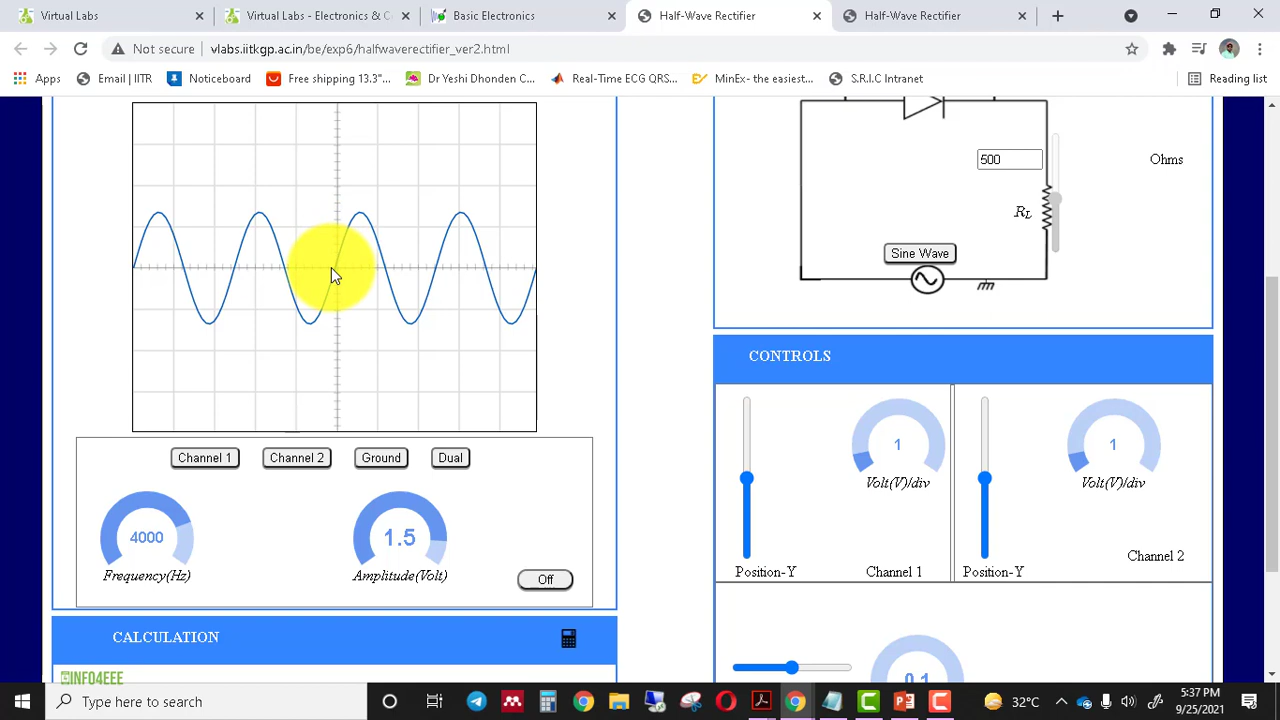 Virtual Labs
Virtual Labs - Electronics & C
Basic Electronics
Half-Wave Rectifier
Half-Wave Rectifier
Not secure
vlabs.iitkgp.ac.in/be/exp6/halfwaverectifier_ver2.html
Apps
Email | IITR
Noticeboard
Free shipping 13.3"...
Dr Yeshi Dhonden C...
Real-Time ECG QRS...
MinEx- the easiest...
S.R.I.C Intranet
Reading list
500
Ohms
RL
Sine Wave
CONTROLS
1
Volt(V)/div
1
Volt(V)/div
Channel 2
Position-Y
Channel 1
Position-Y
0.1
Channel 1
Channel 2
Ground
Dual
4000
Frequency(Hz)
1.5
Amplitude(Volt)
Off
CALCULATION
INFO4EEE
Type here to search
32°C
5:37 PM
9/25/2021